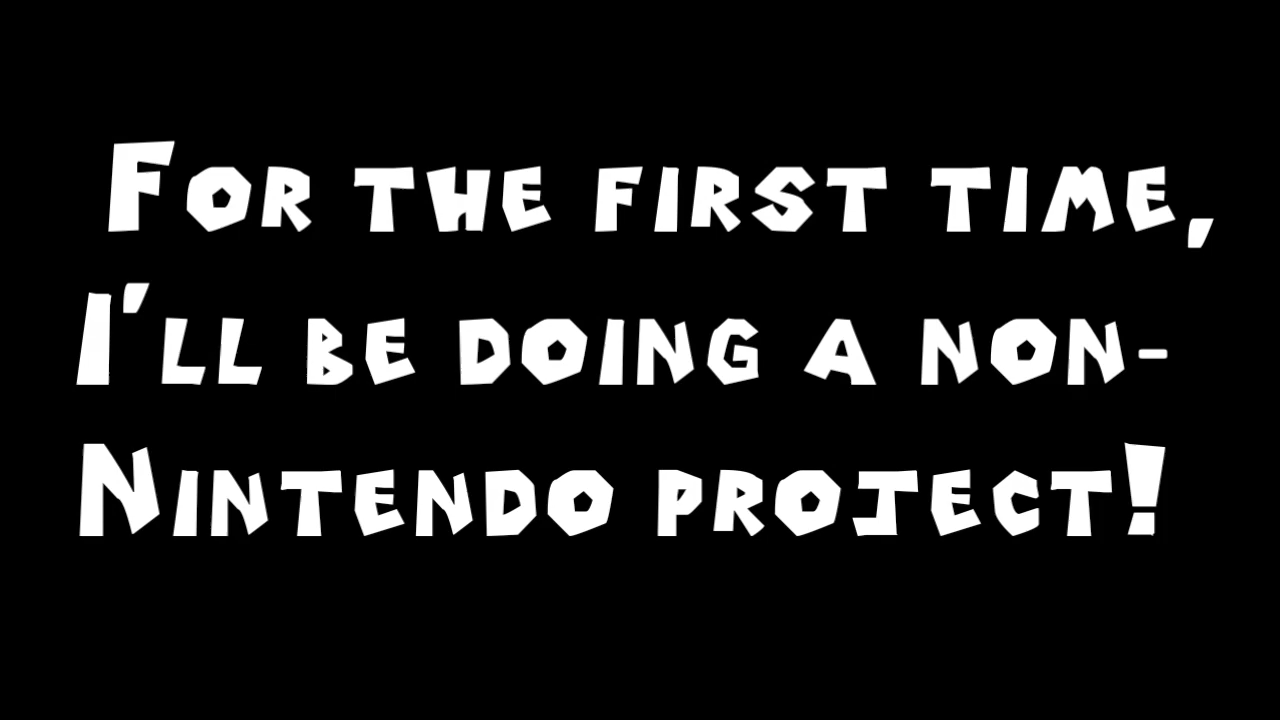 For the first time,
I'll be doing a non-
Nintendo project!